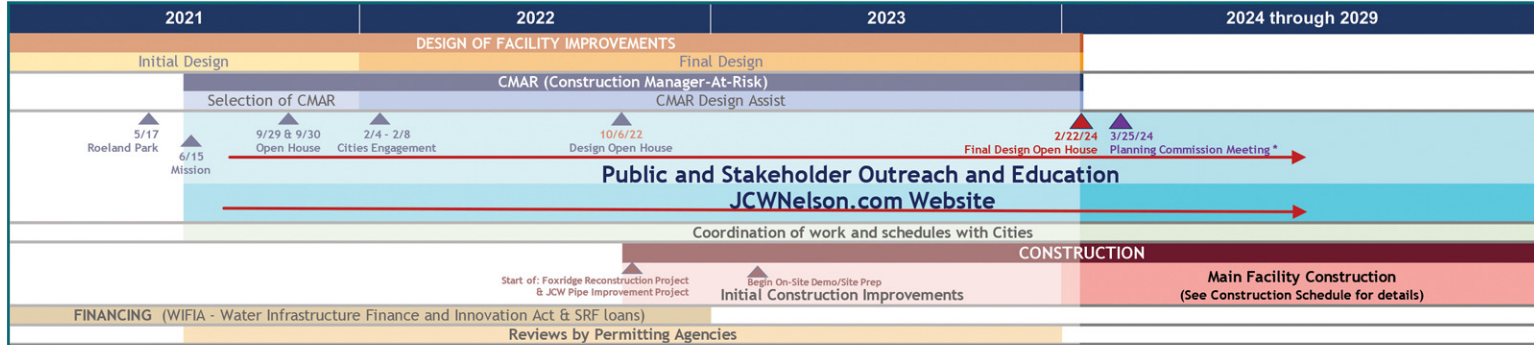 2021 2022 2023 2024 through 2029
DESIGN OF FACILITY IMPROVEMENTS
Initial Design Final Design
CMAR (Construction Manager-At-Risk)
Selection of CMAR CMAR Design Assist
5/17
Roeland Park
6/15
Mission
9/29 & 9/30
Open House
2/4 - 2/8
Cities Engagement
10/6/22
Design Open House
2/22/24
Final Design Open House
3/25/24
Planning Commission Meeting *
Public and Stakeholder Outreach and Education
JCWNelson.com Website
Coordination of work and schedules with Cities
CONSTRUCTION
Start of: Foxridge Reconstruction Project
& JCW Pipe Improvement Project
Begin On-Site Demo/Site Prep
Initial Construction Improvements
Main Facility Construction
(See Construction Schedule for details)
FINANCING (WIFIA - Water Infrastructure Finance and Innovation Act & SRF loans)
Reviews by Permitting Agencies